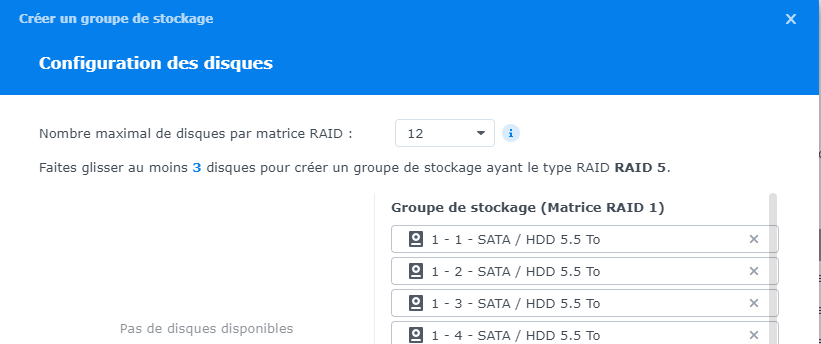 Créer un groupe de stockage
Configuration des disques
Nombre maximal de disques par matrice RAID : 12
Faites glisser au moins 3 disques pour créer un groupe de stockage ayant le type RAID RAID 5.
Groupe de stockage (Matrice RAID 1)
1 - 1 - SATA / HDD 5.5 To
1 - 2 - SATA / HDD 5.5 To
1 - 3 - SATA / HDD 5.5 To
Pas de disques disponibles
1 - 4 - SATA / HDD 5.5 To